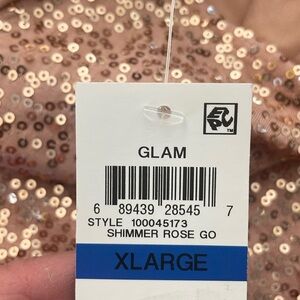 GLAM
6 89439 28545 7
STYLE 100045173
SHIMMER ROSE GO
XLARGE